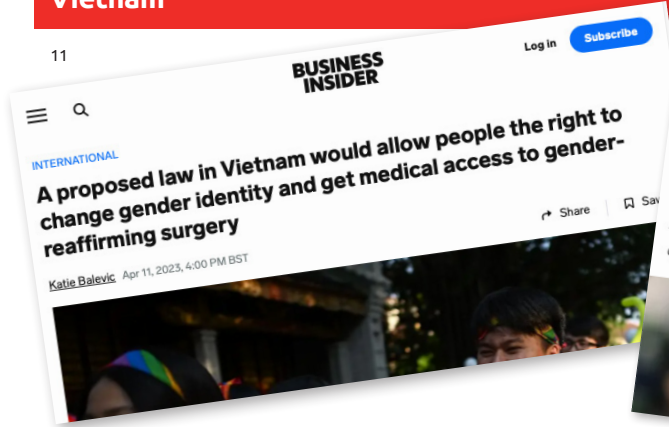 Vietnam
11
BUSINESS
INSIDER
Log in
Subscribe
INTERNATIONAL
A proposed law in Vietnam would allow people the right to
change gender identity and get medical access to gender-
reaffirming surgery
Share
Katie Balevic Apr 11, 2023, 4:00 PM BST